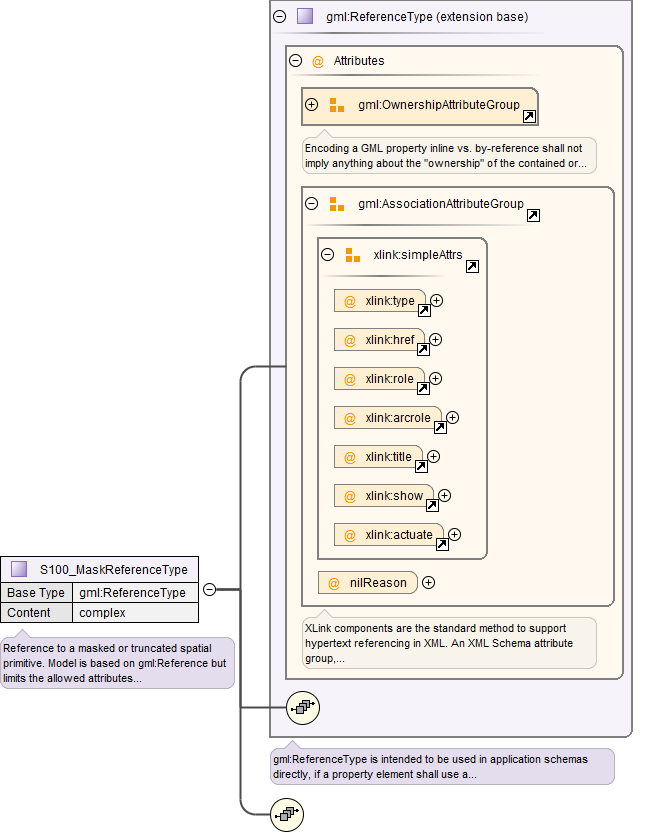 gml:ReferenceType (extension base)
@ Attributes
gml:OwnershipAttributeGroup
Encoding a GML property inline vs. by-reference shall not
imply anything about the "ownership" of the contained or...
gml:AssociationAttributeGroup
xlink:simpleAttrs
@ xlink:type
@ xlink:href
@ xlink:role
@ xlink:arcrole
@ xlink:title
@ xlink:show
@ xlink:actuate
@ nilReason
XLink components are the standard method to support
hypertext referencing in XML. An XML Schema attribute
group,...
S100_MaskReferenceType
Base Type gml:ReferenceType
Content complex
Reference to a masked or truncated spatial
primitive. Model is based on gml:Reference but
limits the allowed attributes...
gml:ReferenceType is intended to be used in application schemas
directly, if a property element shall use a...